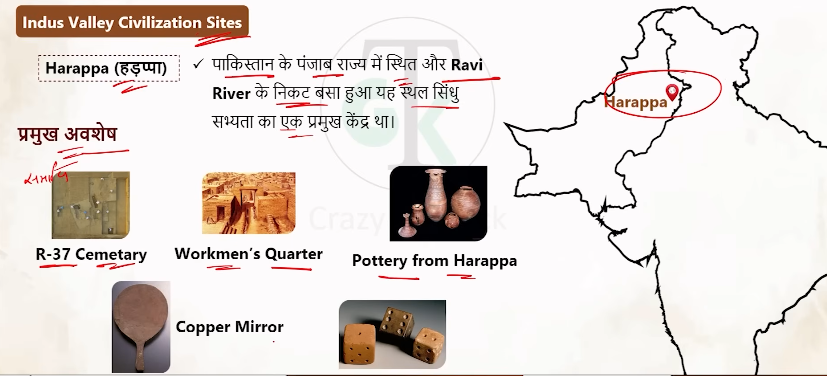 Indus Valley Civilization Sites
Harappa (हड़प्पा)
✓ पाकिस्तान के पंजाब राज्य में स्थित और Ravi
River के निकट बसा हुआ यह स्थल सिंधु
सभ्यता का एक प्रमुख केंद्र था।
Harappa
प्रमुख अवशेष
R-37 Cemetary
Workmen's Quarter
Pottery from Harappa
Copper Mirror